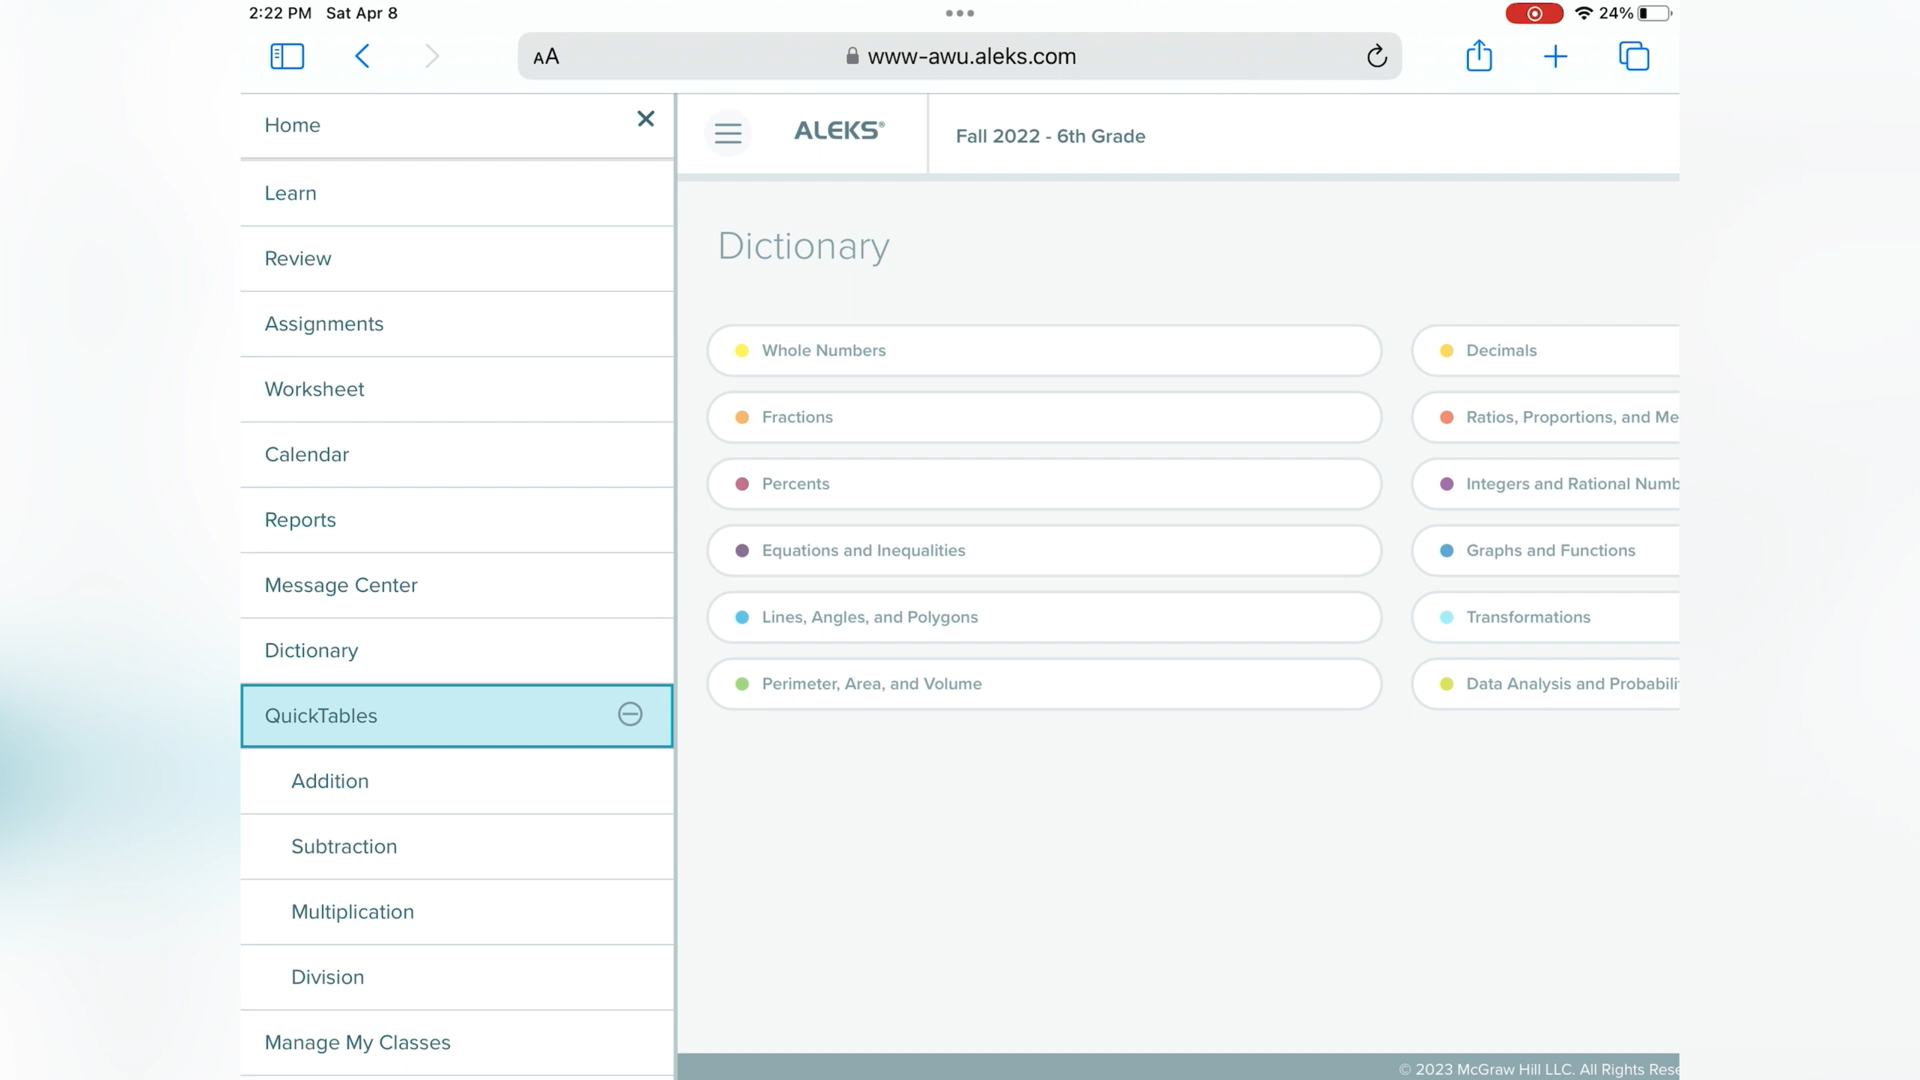 2:22 PM Sat Apr 8
24%
AA
www-awu.aleks.com
Home
Learn
Review
Assignments
Worksheet
Calendar
Reports
Message Center
Dictionary
QuickTables
Addition
Subtraction
Multiplication
Division
Manage My Classes
ALEKS®
Fall 2022 - 6th Grade
Dictionary
Whole Numbers
Decimals
Fractions
Ratios, Proportions, and Me
Percents
Integers and Rational Numb
Equations and Inequalities
Graphs and Functions
Lines, Angles, and Polygons
Transformations
Perimeter, Area, and Volume
Data Analysis and Probabili
© 2023 McGraw Hill LLC. All Rights Rese